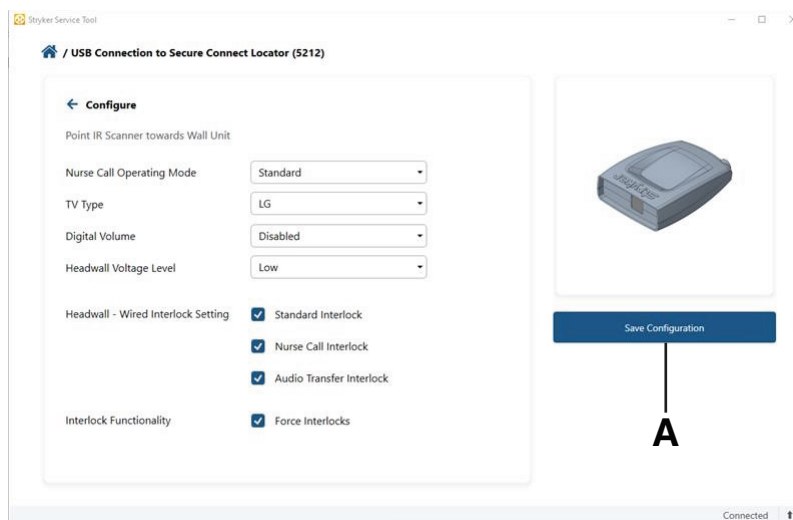 Stryker Service Tool
/ USB Connection to Secure Connect Locator (5212)
Configure
Point IR Scanner towards Wall Unit
Nurse Call Operating Mode Standard
TV Type LG
Digital Volume Disabled
Headwall Voltage Level Low
Headwall - Wired Interlock Setting Standard Interlock
Nurse Call Interlock
Audio Transfer Interlock
Interlock Functionality Force Interlocks
stryker
Save Configuration
A
Connected